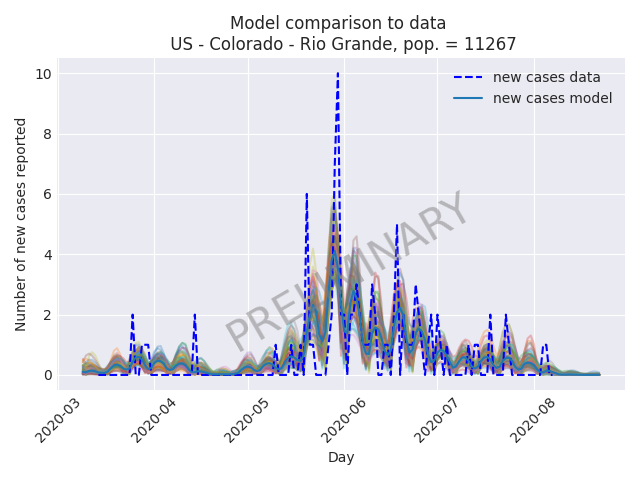 Model comparison to data
US - Colorado - Rio Grande, pop. = 11267
10
8
6
4
2
0
Number of new cases reported
new cases data
new cases model
PRELIMINARY
2020-03
2020-04
2020-05
2020-06
2020-07
2020-08
Day